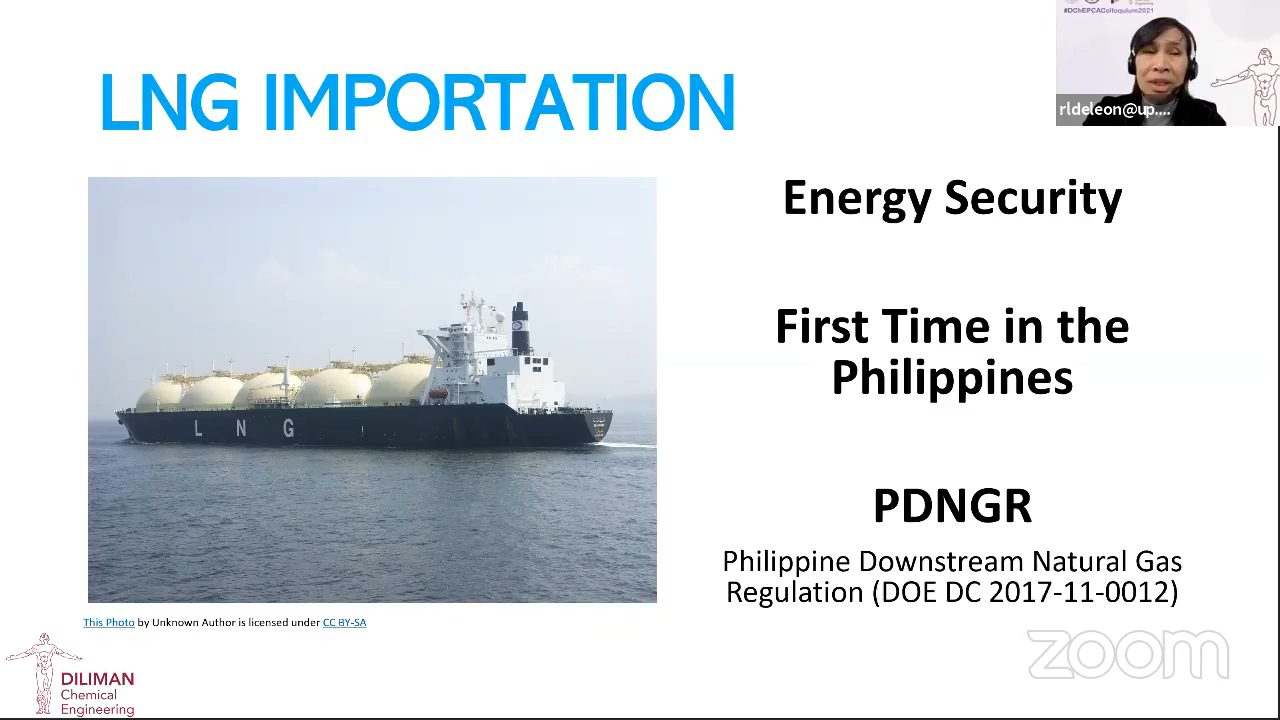 #DChEPCAColloquium2021
rldeleon@up....
LNG IMPORTATION
Energy Security
First Time in the
Philippines
L N G
PDNGR
Philippine Downstream Natural Gas
Regulation (DOE DC 2017-11-0012)
This Photo by Unknown Author is licensed under CC BY-SA
zoom
DILIMAN
Chemical
Engineering